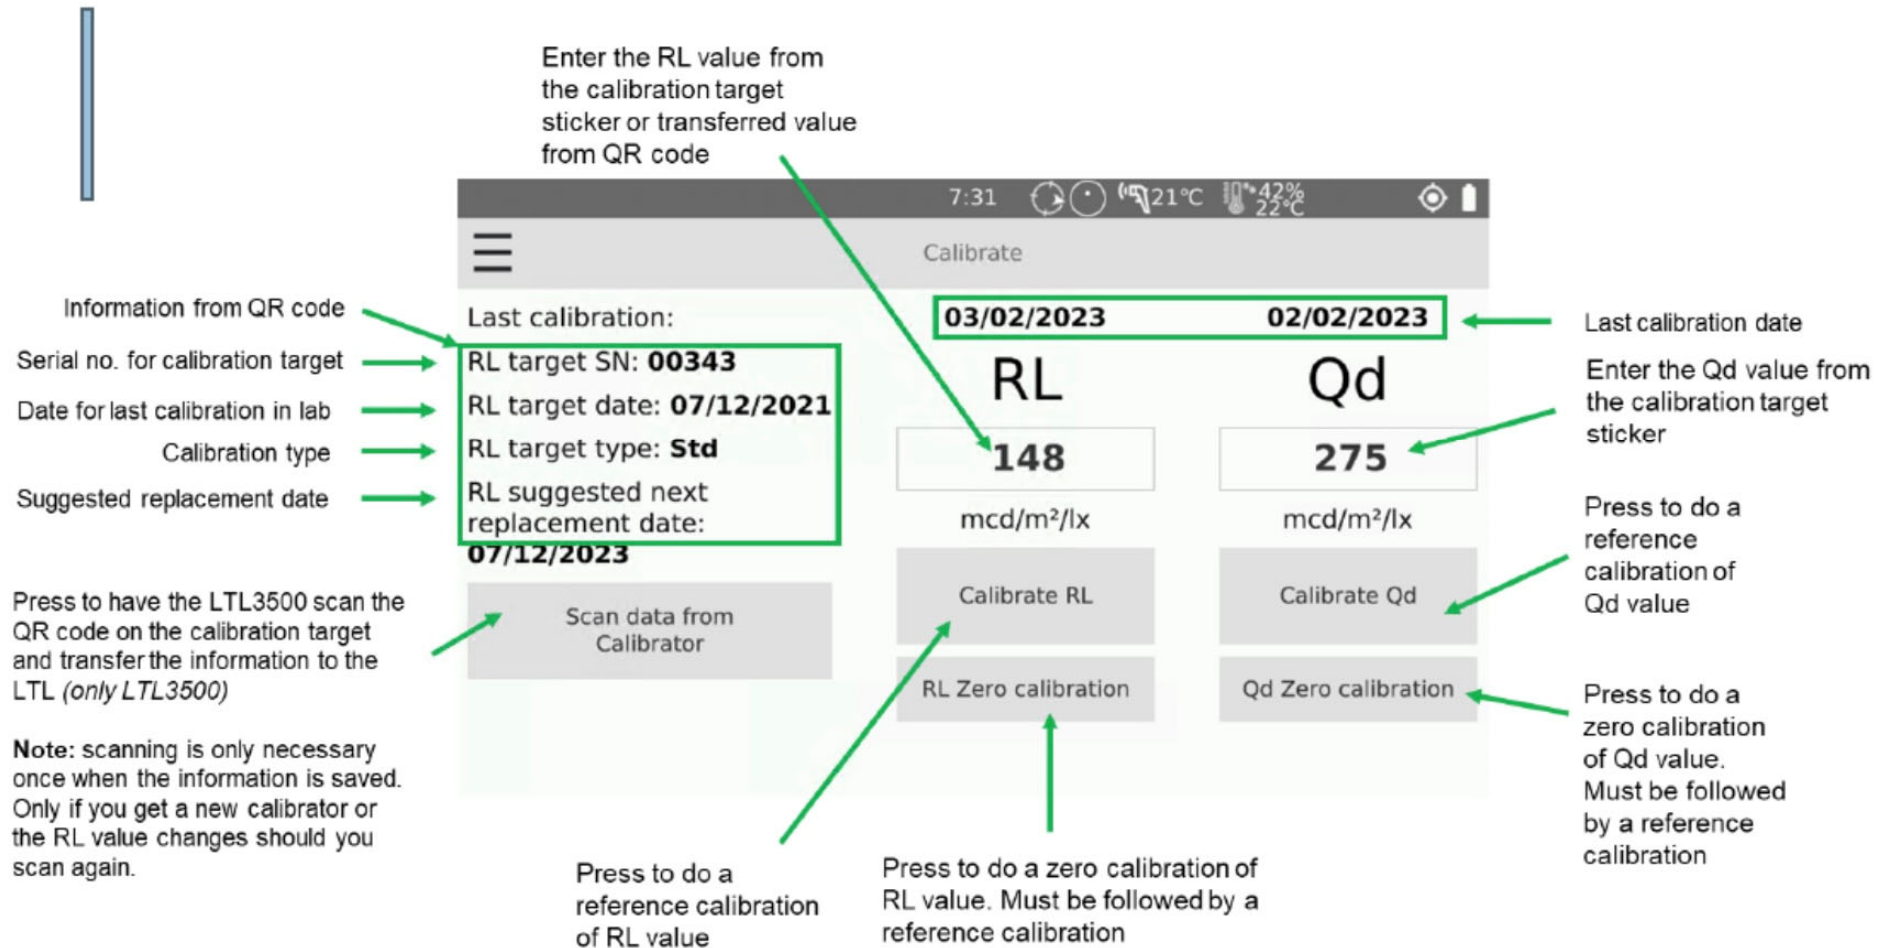 Enter the RL value from
the calibration target
sticker or transferred value
from QR code
7:31 21°C 42%
22°C
Calibrate
Information from QR code
Serial no. for calibration target
Date for last calibration in lab
Calibration type
Suggested replacement date
Last calibration:
RL target SN: 00343
RL target date: 07/12/2021
RL target type: Std
RL suggested next
replacement date:
07/12/2023
03/02/2023 02/02/2023
Last calibration date
RL Qd
Enter the Qd value from
the calibration target
sticker
148 275
mcd/m²/lx mcd/m²/lx
Press to do a
reference
calibration of
Qd value
Calibrate RL Calibrate Qd
Press to have the LTL3500 scan the
QR code on the calibration target
and transfer the information to the
LTL (only LTL3500)
Scan data from
Calibrator
RL Zero calibration Qd Zero calibration
Press to do a
zero calibration
of Qd value.
Must be followed
by a reference
calibration
Note: scanning is only necessary
once when the information is saved.
Only if you get a new calibrator or
the RL value changes should you
scan again.
Press to do a
reference calibration
of RL value
Press to do a zero calibration of
RL value. Must be followed by a
reference calibration